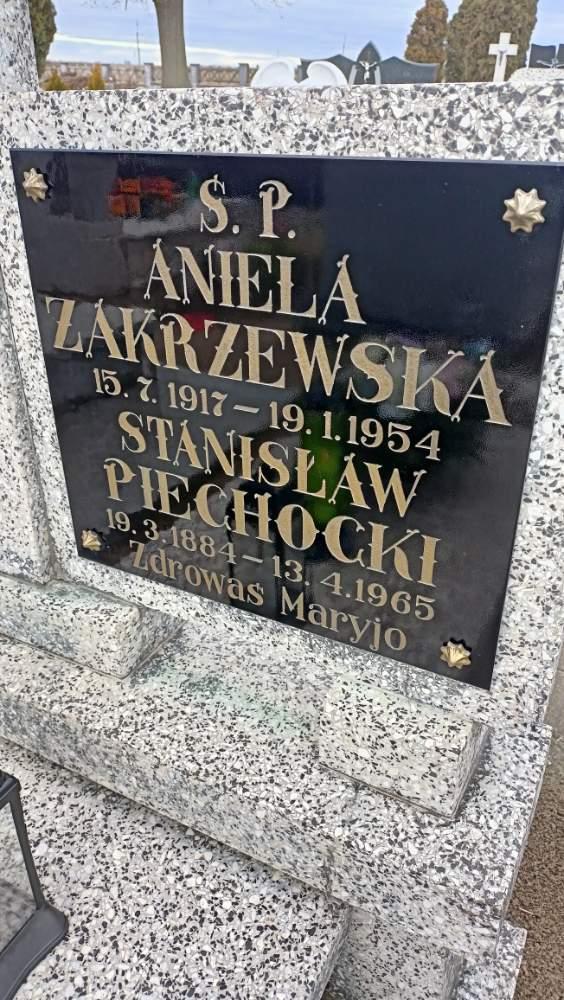 Ś. P.
ANIELA
ZAKRZEWSKA
15. 7. 1917 – 19. 1. 1954
STANISŁAW
PIECHOCKI
19. 3. 1884 – 13. 4. 1965
Zdrowaś Maryjo